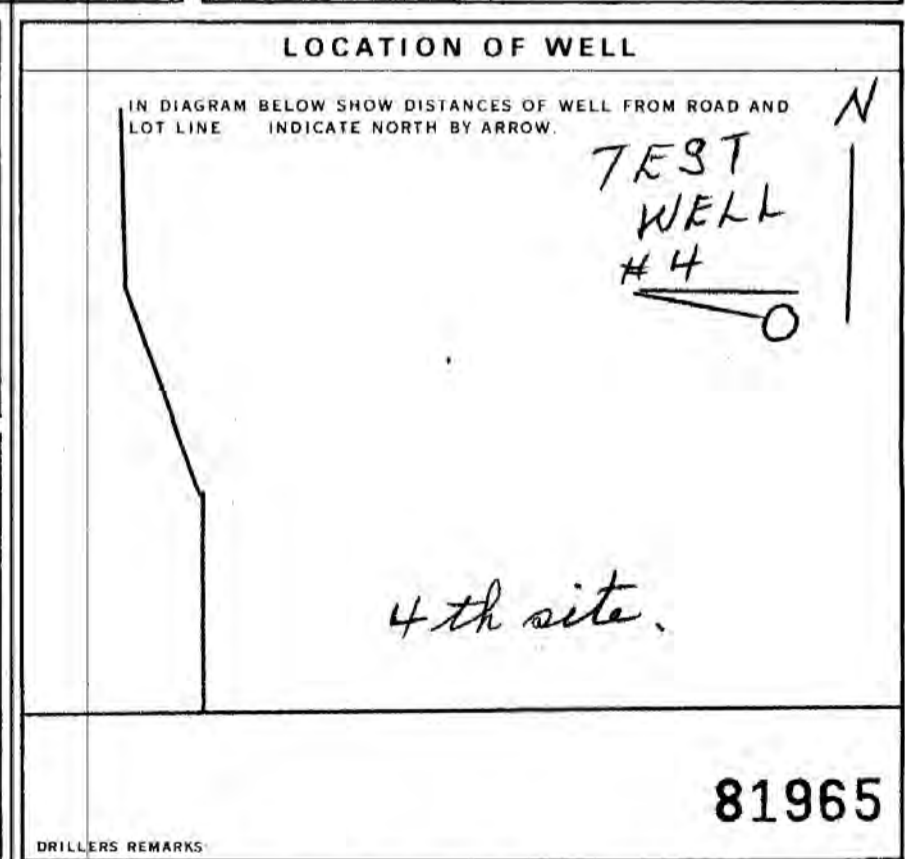 LOCATION OF WELL
IN DIAGRAM BELOW SHOW DISTANCES OF WELL FROM ROAD AND
LOT LINE INDICATE NORTH BY ARROW.
N
TEST
WELL
# 4
4th site.
81965
DRILLERS REMARKS